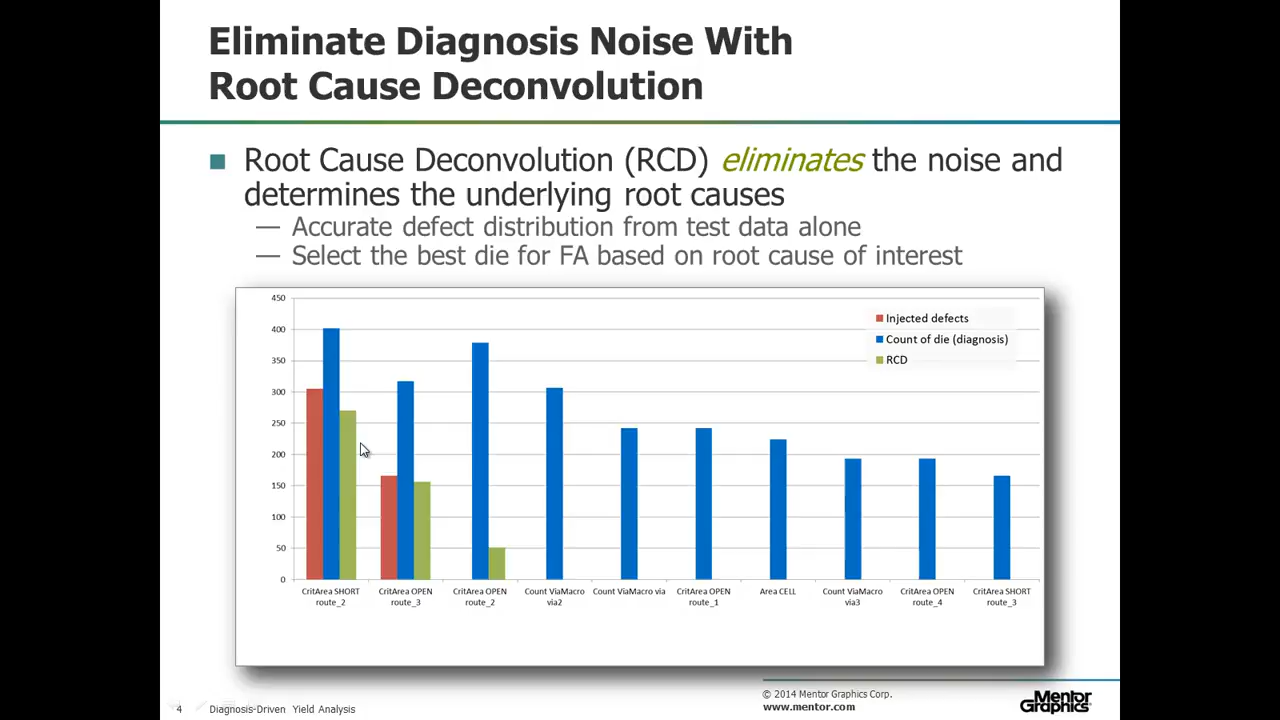 Eliminate Diagnosis Noise With
Root Cause Deconvolution
Root Cause Deconvolution (RCD) eliminates the noise and
determines the underlying root causes
— Accurate defect distribution from test data alone
— Select the best die for FA based on root cause of interest
450
400
350
300
250
200
150
100
50
0
Injected defects
Count of die (diagnosis)
RCD
CritArea SHORT
route_2
CritArea OPEN
route_3
CritArea OPEN
route_2
Count ViaMacro
via2
Count ViaMacro via
CritArea OPEN
route_1
Area CELL
Count ViaMacro
via3
CritArea OPEN
route_4
CritArea SHORT
route_3
4
Diagnosis-Driven Yield Analysis
© 2014 Mentor Graphics Corp.
www.mentor.com
Mentor
Graphics